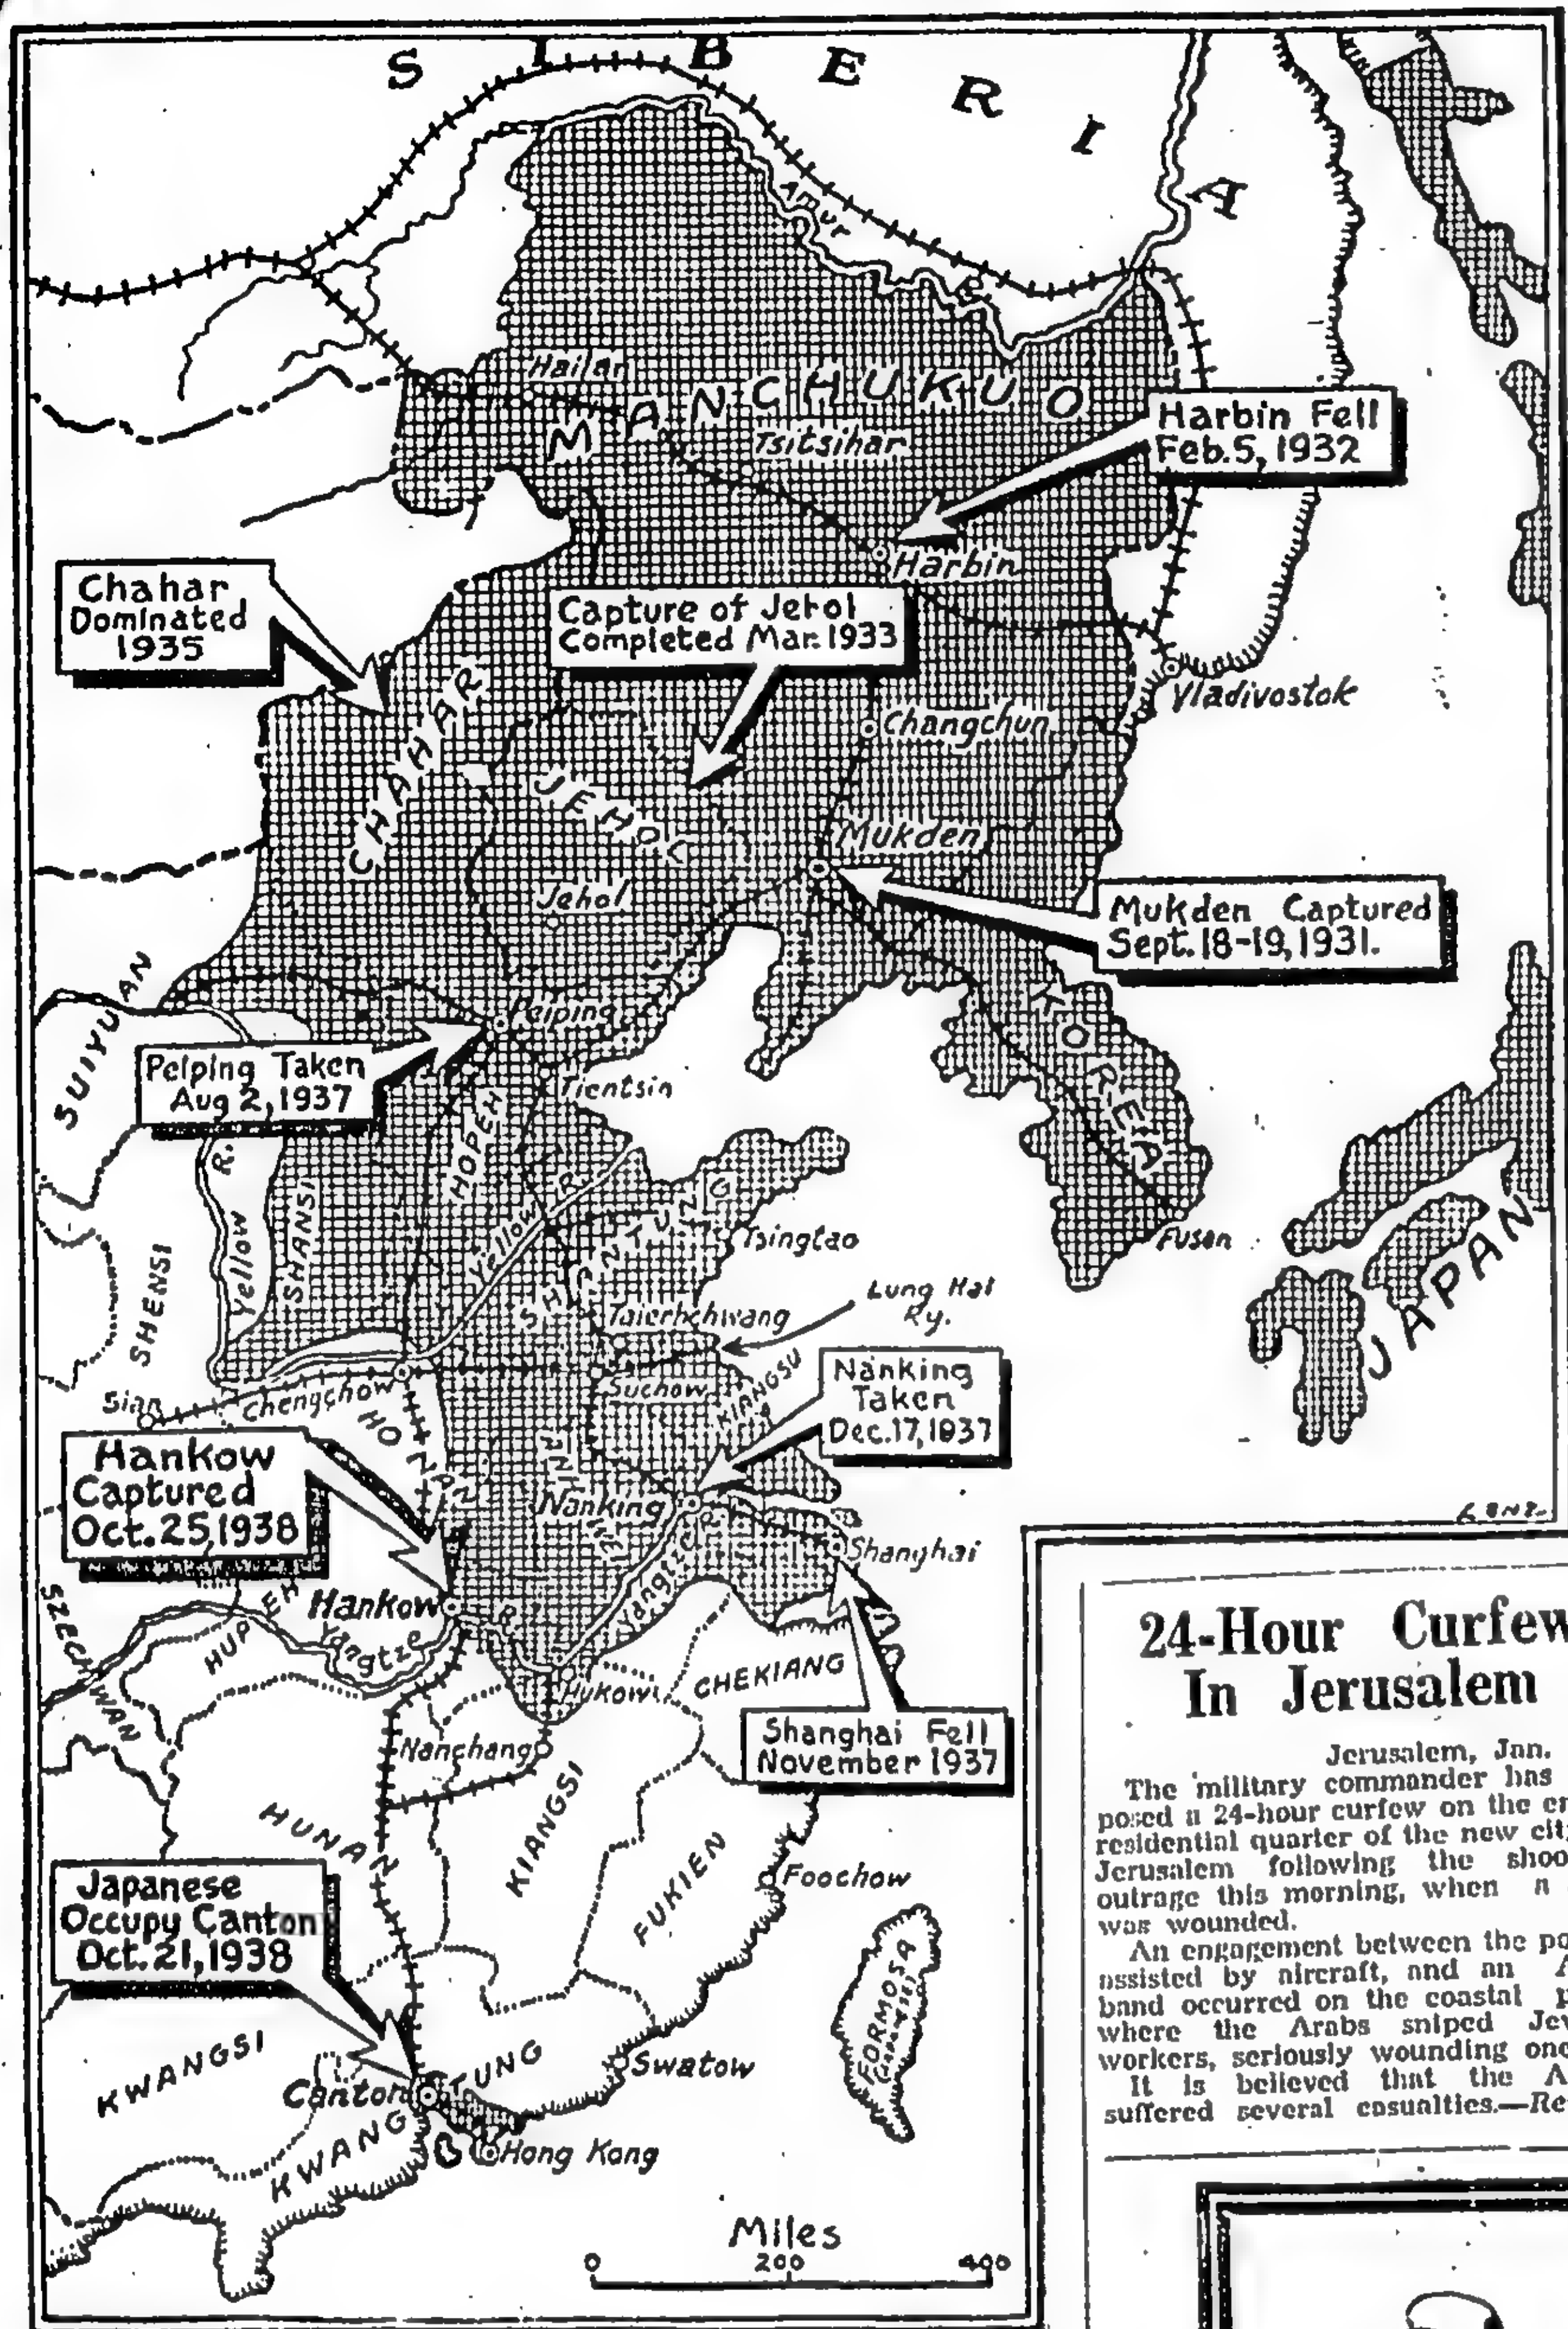 SIBERIA
Amur
R.
Hailar
MANCHUKUO
Tsitsihar
Harbin Fell
Feb. 5, 1932
Harbin
Chahar
Dominated
1935
Capture of Jehol
Completed Mar. 1933
Vladivostok
CHAHAR
Changchun
JEHOL
Mukden
Jehol
Mukden Captured
Sept. 18-19, 1931.
SUIYUAN
Peiping
KOREA
Peiping Taken
Aug 2, 1937
Tientsin
HOPEH
R.
Yellow
SHANSI
Yellow R.
SHANTUNG
Tsingtao
Fusan
JAPAN
SHENSI
Taierhchwang
Lung Hai
Ry.
Sian
Chengchow
Suchow
KIANGSU
Nanking
Taken
Dec. 17, 1937
HONAN
Hankow
Captured
Oct. 25, 1938
Nanking
Shanghai
SZECHWAN
HUPEH
Hankow
Yangtze
R.
Yangtze R.
Hukow
CHEKIANG
Nanchang
Shanghai Fell
November 1937
HUNAN
KIANGSI
FUKIEN
Foochow
Japanese
Occupy Canton
Oct. 21, 1938
FORMOSA
KWANGSI
Canton
KWANGTUNG
Swatow
Hong Kong
Miles
0 200 400
24-Hour Curfew
In Jerusalem
Jerusalem, Jan.
The military commander has
posed a 24-hour curfew on the
residential quarter of the new
Jerusalem following the
outrage this morning, when a
was wounded.
An engagement between the
assisted by aircraft, and an
band occurred on the coastal
where the Arabs sniped
workers, seriously wounding
It is believed that the
suffered several casualties.—